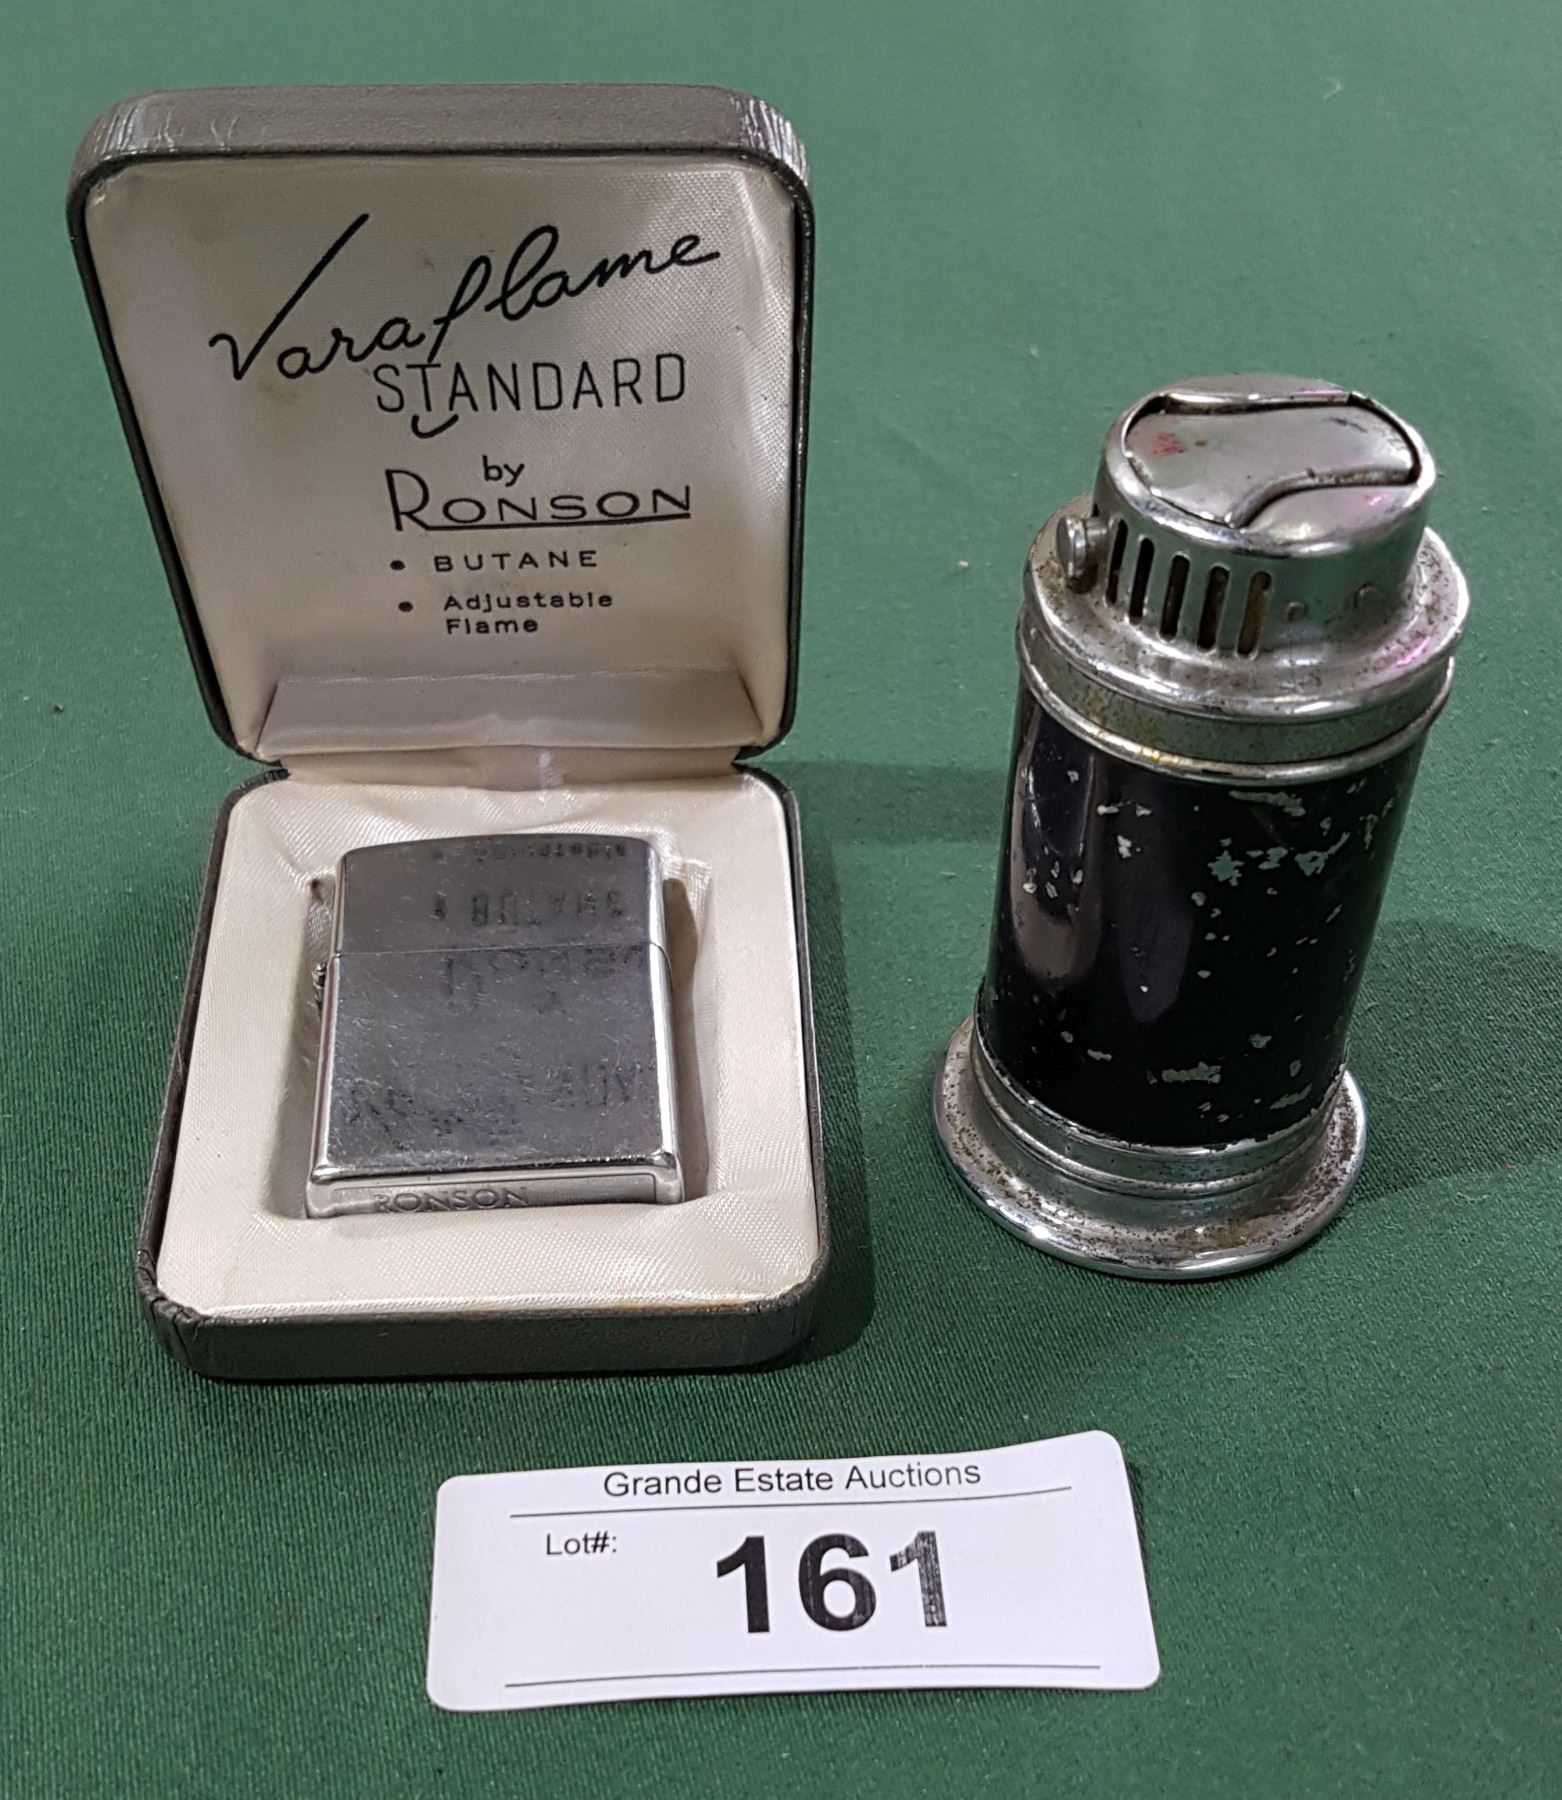 Varaflame
STANDARD
by
RONSON
• BUTANE
• Adjustable
Flame
RONSON
Grande Estate Auctions
Lot#:
161